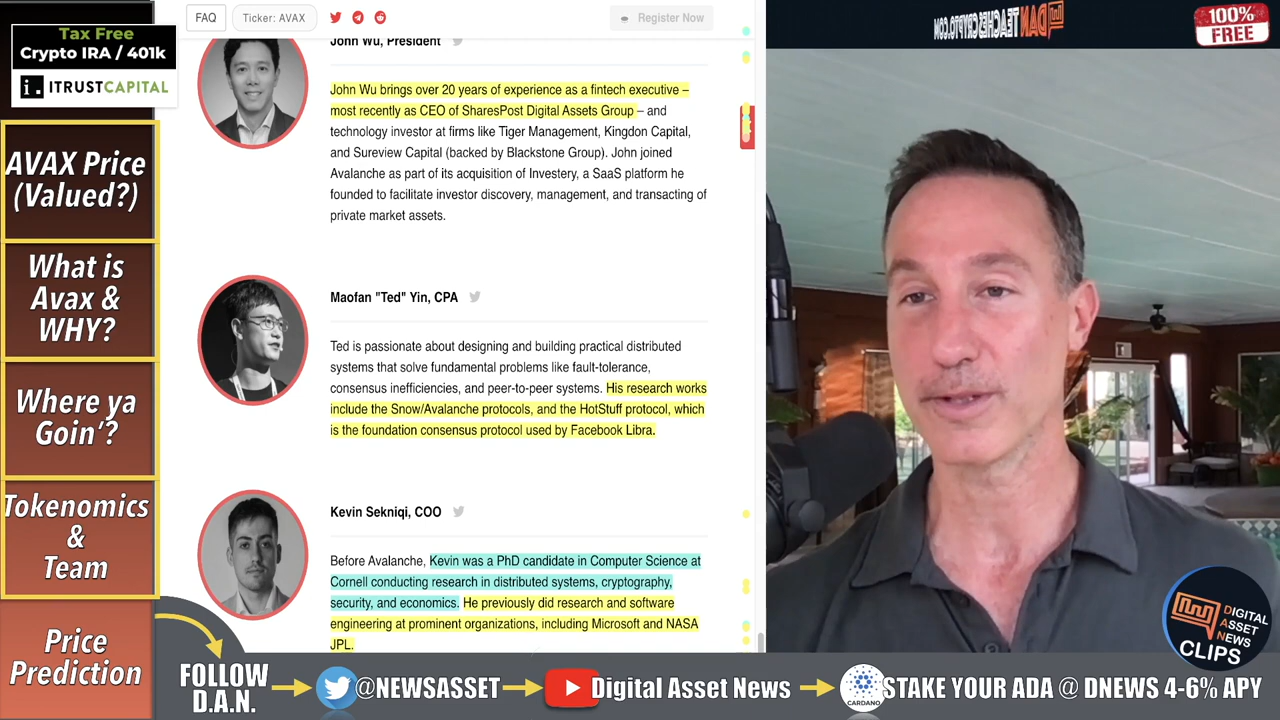 Tax Free
Crypto IRA / 401k
i. ITRUSTCAPITAL
AVAX Price
(Valued?)
What is
Avax &
WHY?
Where ya
Goin'?
Tokenomics
&
Team
Price
Prediction
FAQ
Ticker: AVAX
Register Now
John Wu, President
John Wu brings over 20 years of experience as a fintech executive –
most recently as CEO of SharesPost Digital Assets Group – and
technology investor at firms like Tiger Management, Kingdon Capital,
and Sureview Capital (backed by Blackstone Group). John joined
Avalanche as part of its acquisition of Investery, a SaaS platform he
founded to facilitate investor discovery, management, and transacting of
private market assets.
Maofan "Ted" Yin, CPA
Ted is passionate about designing and building practical distributed
systems that solve fundamental problems like fault-tolerance,
consensus inefficiencies, and peer-to-peer systems. His research works
include the Snow/Avalanche protocols, and the HotStuff protocol, which
is the foundation consensus protocol used by Facebook Libra.
Kevin Sekniqi, COO
Before Avalanche, Kevin was a PhD candidate in Computer Science at
Cornell conducting research in distributed systems, cryptography,
security, and economics. He previously did research and software
engineering at prominent organizations, including Microsoft and NASA
JPL.
DANTEACHESCRYPTO.COM
100%
FREE
DIGITAL
ASSET
NEWS
CLIPS
FOLLOW
D.A.N.
@NEWSASSET
Digital Asset News
CARDANO
STAKE YOUR ADA @ DNEWS 4-6% APY